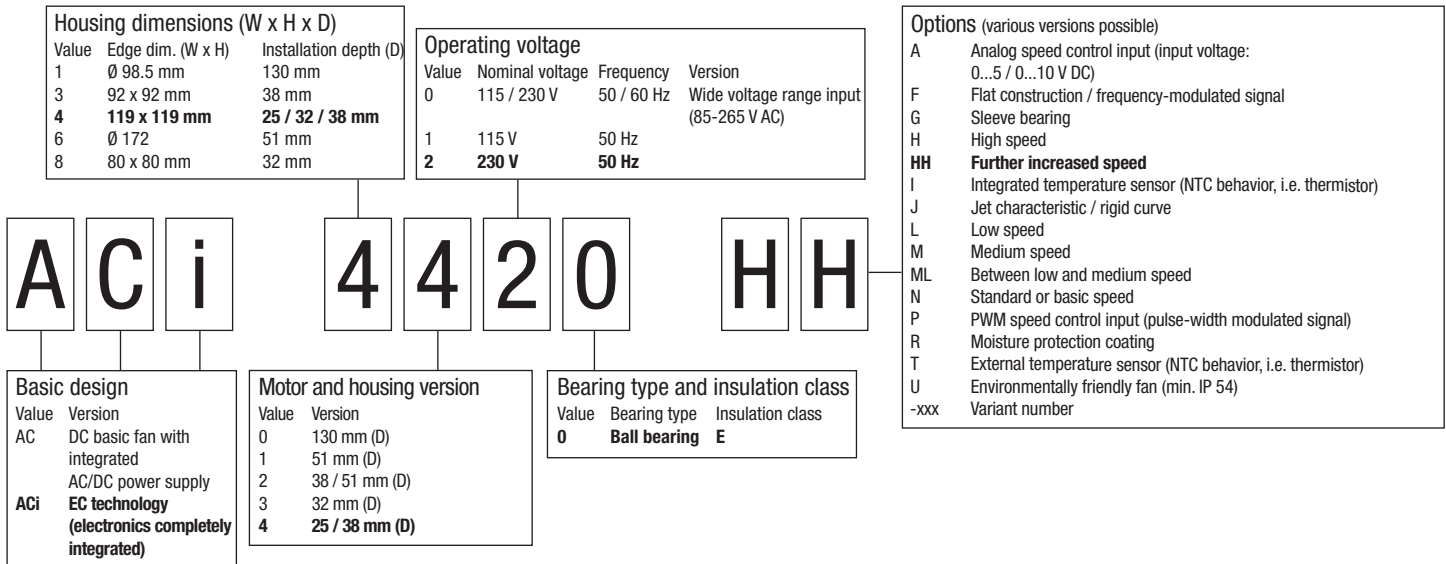 Housing dimensions (W x H x D)
Value Edge dim. (W x H) Installation depth (D)
1 Ø 98.5 mm 130 mm
3 92 x 92 mm 38 mm
4 119 x 119 mm 25 / 32 / 38 mm
6 Ø 172 51 mm
8 80 x 80 mm 32 mm
Operating voltage
Value Nominal voltage Frequency Version
0 115 / 230 V 50 / 60 Hz Wide voltage range input
(85-265 V AC)
1 115 V 50 Hz
2 230 V 50 Hz
Options (various versions possible)
A Analog speed control input (input voltage:
0...5 / 0...10 V DC)
F Flat construction / frequency-modulated signal
G Sleeve bearing
H High speed
HH Further increased speed
I Integrated temperature sensor (NTC behavior, i.e. thermistor)
J Jet characteristic / rigid curve
L Low speed
M Medium speed
ML Between low and medium speed
N Standard or basic speed
P PWM speed control input (pulse-width modulated signal)
R Moisture protection coating
T External temperature sensor (NTC behavior, i.e. thermistor)
U Environmentally friendly fan (min. IP 54)
-xxx Variant number
A C i 4 4 2 0 H H
Basic design
Value Version
AC DC basic fan with
integrated
AC/DC power supply
ACi EC technology
(electronics completely
integrated)
Motor and housing version
Value Version
0 130 mm (D)
1 51 mm (D)
2 38 / 51 mm (D)
3 32 mm (D)
4 25 / 38 mm (D)
Bearing type and insulation class
Value Bearing type Insulation class
0 Ball bearing E